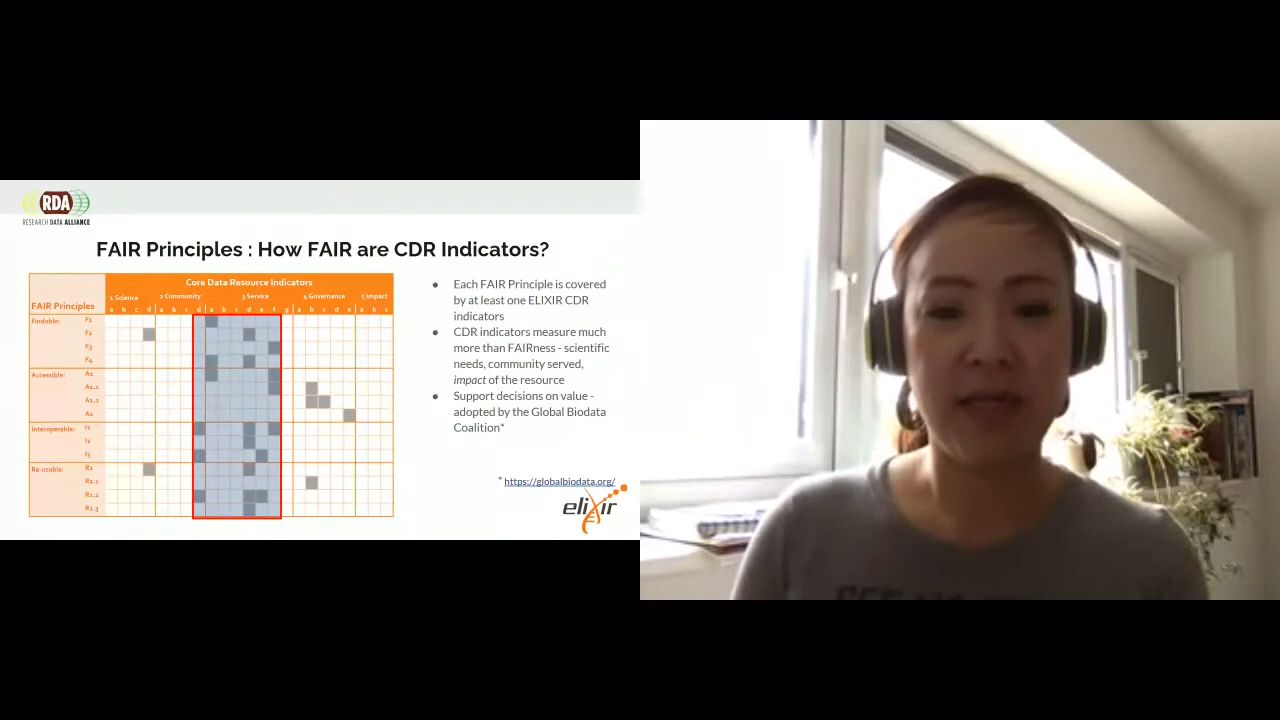 RDA
RESEARCH DATA ALLIANCE
FAIR Principles : How FAIR are CDR Indicators?
Core Data Resource Indicators
1 Science 2 Community 3 Service 4 Governance 5 Impact
FAIR Principles a b c d a b c d a b c d e f g a b c d e a b c
Findable: F1
F2
F3
F4
Accessible: A1
A1.1
A1.2
A2
Interoperable: I1
I2
I3
Re-usable: R1
R1.1
R1.2
R1.3
● Each FAIR Principle is covered
by at least one ELIXIR CDR
indicators
● CDR indicators measure much
more than FAIRness - scientific
needs, community served,
impact of the resource
● Support decisions on value -
adopted by the Global Biodata
Coalition*
* https://globalbiodata.org/
elixir